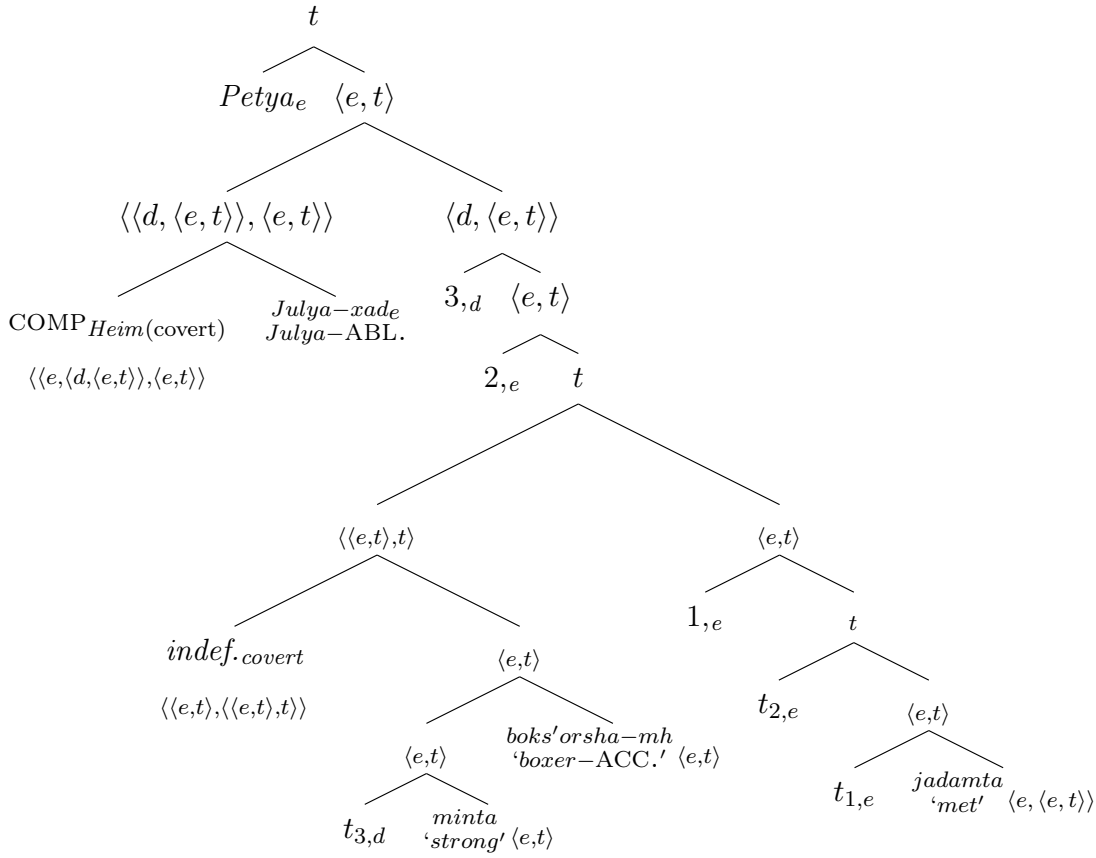 t
Petya_e ⟨e, t⟩
⟨⟨d, ⟨e, t⟩⟩, ⟨e, t⟩⟩ ⟨d, ⟨e, t⟩⟩
COMP_Heim(covert) Julya−xad_e 3,_d ⟨e, t⟩
Julya−ABL.
⟨⟨e,⟨d,⟨e,t⟩⟩,⟨e,t⟩⟩ 2,_e t
⟨⟨e,t⟩,t⟩ ⟨e,t⟩
indef._covert ⟨e,t⟩ 1,_e t
⟨⟨e,t⟩,⟨⟨e,t⟩,t⟩⟩
⟨e,t⟩ boks'orsha−mh t_2,e ⟨e,t⟩
‘boxer−ACC.' ⟨e,t⟩
t_3,d minta t_1,e jadamta
‘strong' ⟨e,t⟩ ‘met' ⟨e, ⟨e, t⟩⟩